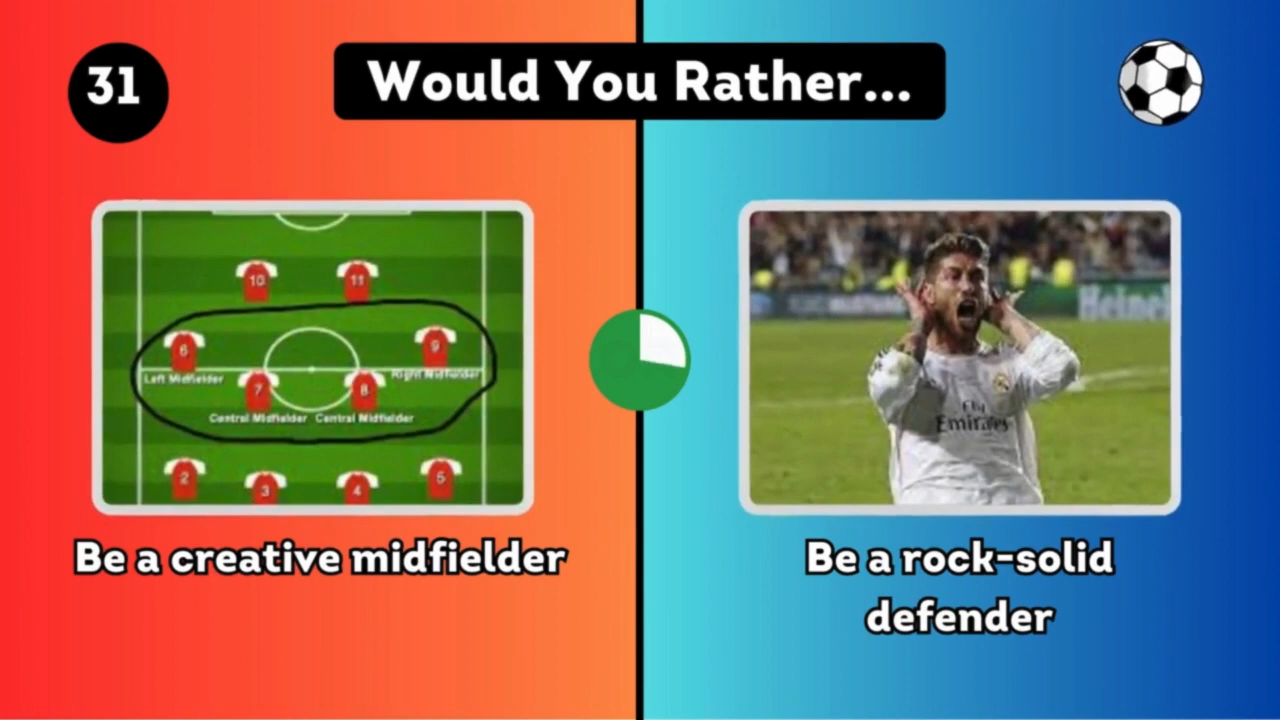 31
Would You Rather...
10
11
6
9
Left Midfielder
Right Midfielder
7
8
Central Midfielder
Central Midfielder
2
3
4
5
Heineken
Fly
Emirates
Be a creative midfielder
Be a rock-solid
defender